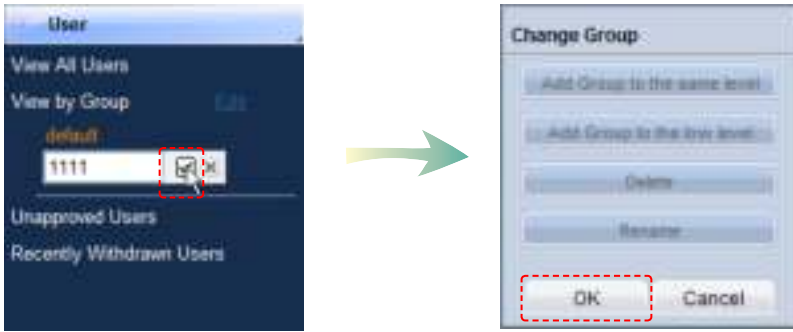 User
View All Users
View by Group Edit
default
1111
Unapproved Users
Recently Withdrawn Users
Change Group
Add Group to the same level
Add Group to the low level
Delete
Rename
OK Cancel